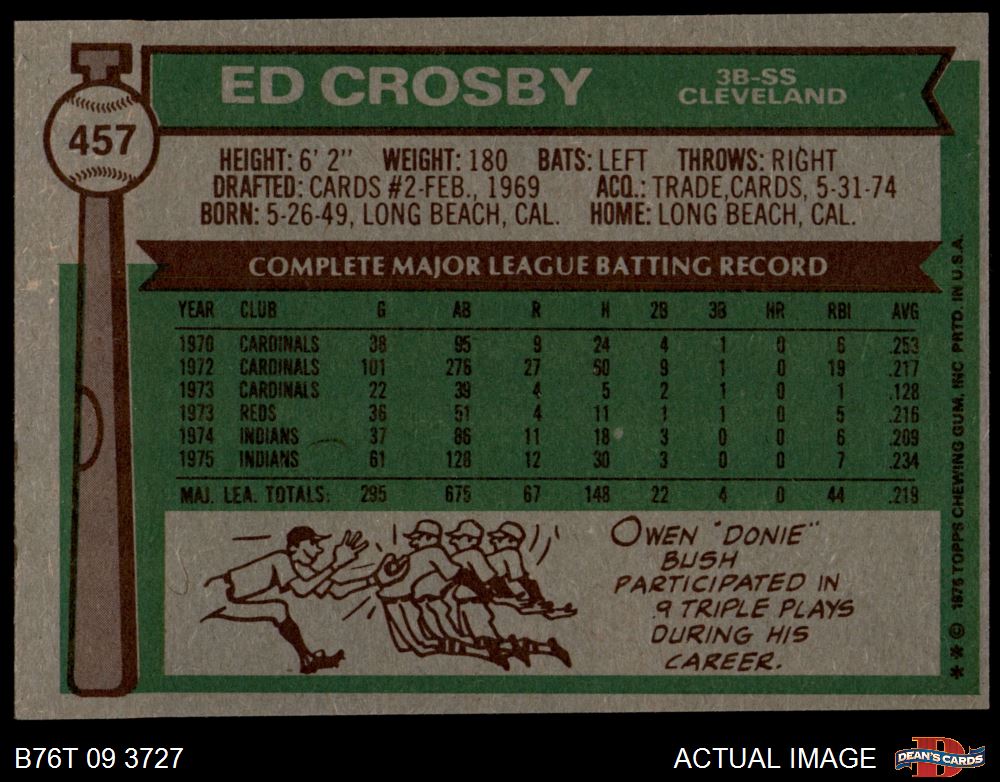 457
ED CROSBY
3B-SS
CLEVELAND
HEIGHT: 6' 2" WEIGHT: 180 BATS: LEFT THROWS: RIGHT
DRAFTED: CARDS #2-FEB., 1969 ACQ.: TRADE, CARDS, 5-31-74
BORN: 5-26-49, LONG BEACH, CAL. HOME: LONG BEACH, CAL.
COMPLETE MAJOR LEAGUE BATTING RECORD
YEAR CLUB G AB R H 2B 3B HR RBI AVG
1970 CARDINALS 38 95 9 24 4 1 0 6 .253
1972 CARDINALS 101 276 27 60 9 1 0 19 .217
1973 CARDINALS 22 39 4 5 2 1 0 1 .128
1973 REDS 36 51 4 11 1 1 0 5 .216
1974 INDIANS 37 86 11 18 3 0 0 6 .209
1975 INDIANS 61 128 12 30 3 0 0 7 .234
MAJ. LEA. TOTALS: 295 675 67 148 22 4 0 44 .219
OWEN "DONIE"
BUSH
PARTICIPATED IN
9 TRIPLE PLAYS
DURING HIS
CAREER.
* * © 1976 TOPPS CHEWING GUM, INC PRTD. IN U.S.A.
B76T 09 3727
ACTUAL IMAGE
D
DEAN'S CARDS